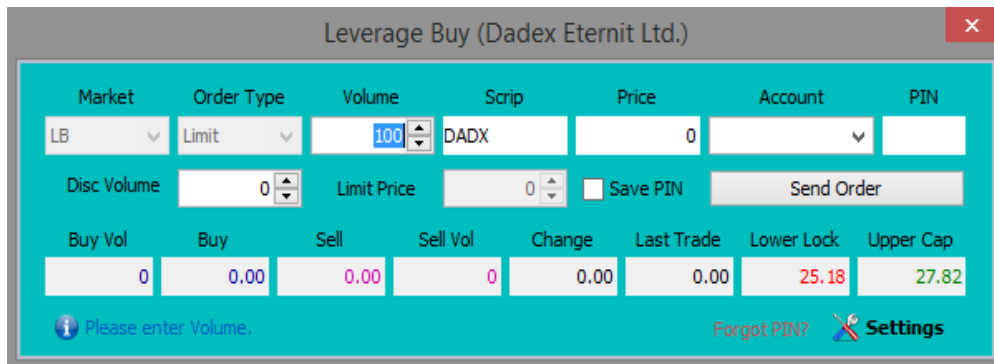 Leverage Buy (Dadex Eternit Ltd.)
Market Order Type Volume Scrip Price Account PIN
LB Limit 100 DADX 0
Disc Volume 0 Limit Price 0 Save PIN Send Order
Buy Vol Buy Sell Sell Vol Change Last Trade Lower Lock Upper Cap
0 0.00 0.00 0 0.00 0.00 25.18 27.82
Please enter Volume. Forgot PIN? Settings